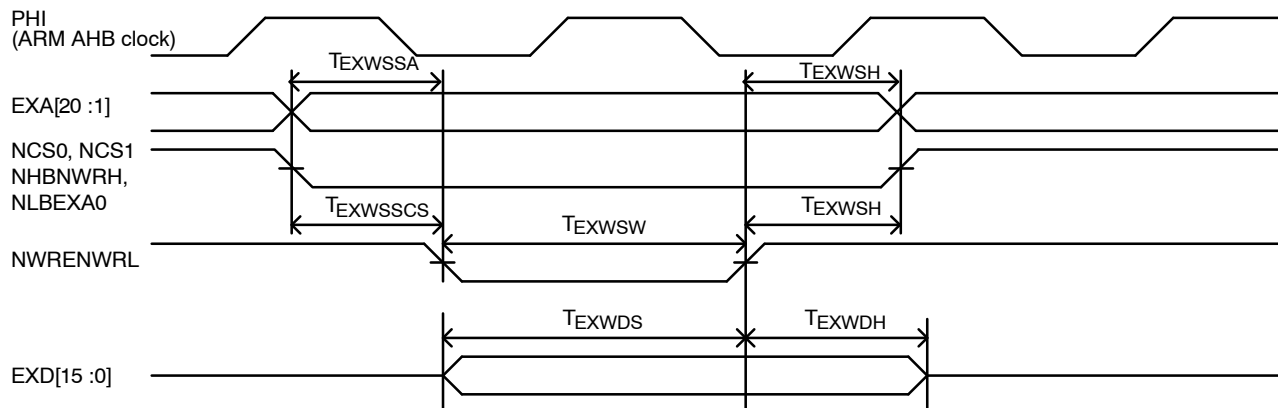 PHI
(ARM AHB clock)
TEXWSSA
TEXWSH
EXA[20 :1]
NCS0, NCS1
NHBNWRH,
NLBEXA0
TEXWSSCS
TEXWSW
TEXWSH
NWRENWRL
TEXWDS
TEXWDH
EXD[15 :0]